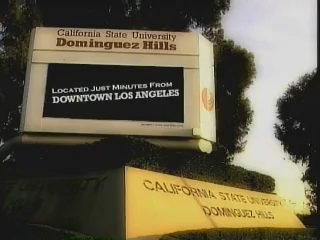 California State University
Dominguez Hills
Located Just Minutes From
Downtown Los Angeles
CALIFORNIA STATE UNIVERSITY
DOMINGUEZ HILLS